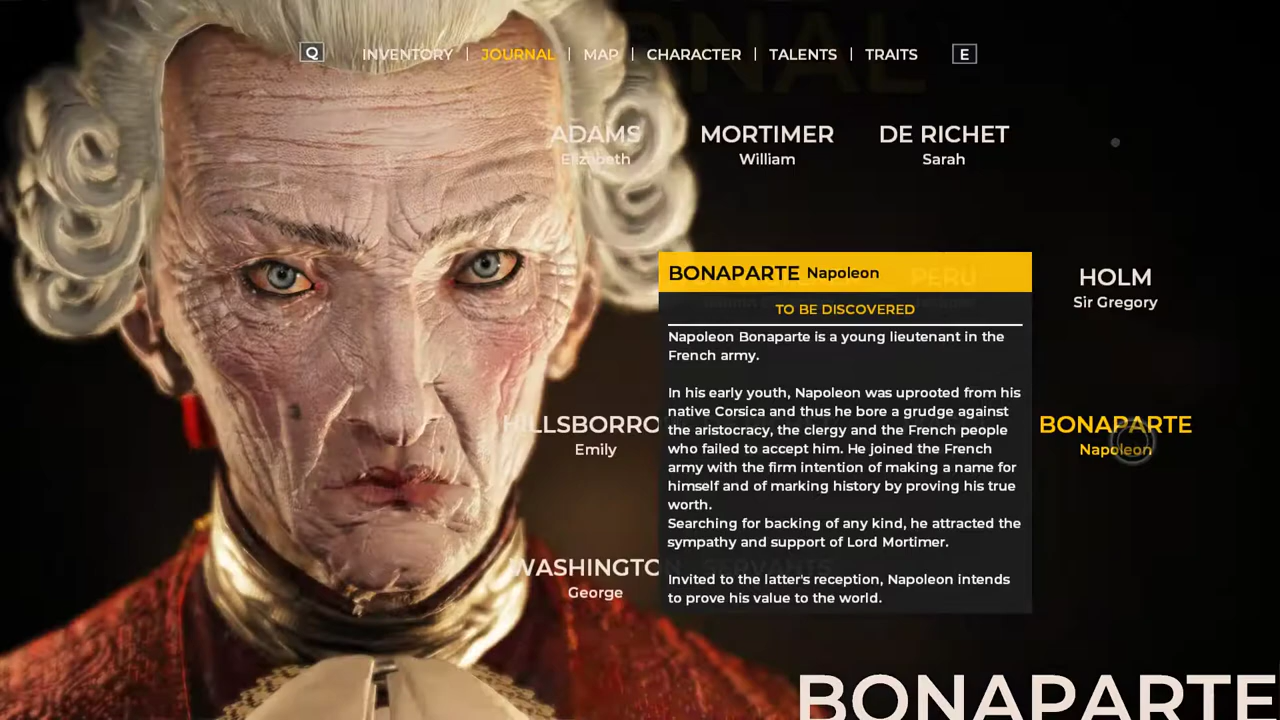 Q INVENTORY | JOURNAL | MAP | CHARACTER | TALENTS | TRAITS E
ADAMS MORTIMER DE RICHET
Elizabeth William Sarah
BONAPARTE Napoleon
PERU HOLM
Sir Gregory
TO BE DISCOVERED
Napoleon Bonaparte is a young lieutenant in the
French army.
In his early youth, Napoleon was uprooted from his
native Corsica and thus he bore a grudge against
the aristocracy, the clergy and the French people
who failed to accept him. He joined the French
army with the firm intention of making a name for
himself and of marking history by proving his true
worth.
Searching for backing of any kind, he attracted the
sympathy and support of Lord Mortimer.
Invited to the latter's reception, Napoleon intends
to prove his value to the world.
HILLSBORRO BONAPARTE
Emily Napoleon
WASHINGTO SERVANTS
George
BONAPARTE